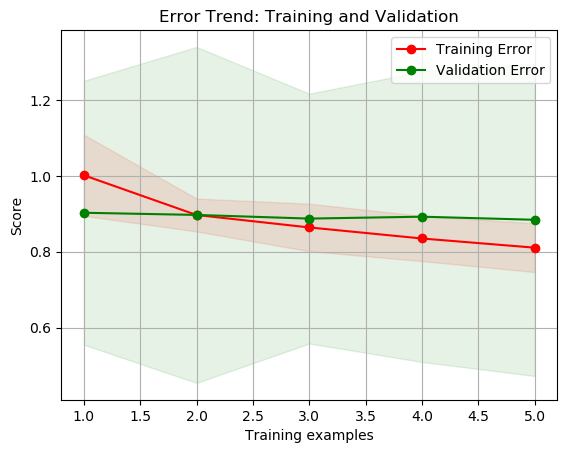 Error Trend: Training and Validation
Training Error
Validation Error
Score
1.2
1.0
0.8
0.6
1.0 1.5 2.0 2.5 3.0 3.5 4.0 4.5 5.0
Training examples